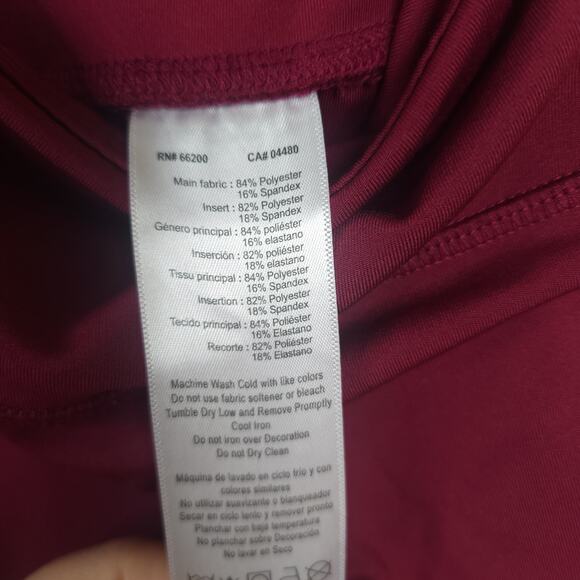 RN# 66200 CA# 04480
Main fabric : 84% Polyester
16% Spandex
Insert : 82% Polyester
18% Spandex
Género principal : 84% poliéster
16% elastano
Inserción : 82% poliéster
18% elastano
Tissu principal : 84% Polyester
16% Spandex
Insertion : 82% Polyester
18% Spandex
Tecido principal : 84% Poliéster
16% Elastano
Recorte : 82% Poliéster
18% Elastano
Machine Wash Cold with like colors
Do not use fabric softener or bleach
Tumble Dry Low and Remove Promptly
Cool Iron
Do not iron over Decoration
Do not Dry Clean
Máquina de lavado en ciclo frio y con
colores similares
No utilizar suavizante o blanqueador
Secar en ciclo lento y remover pronto
Planchar con baja temperatura
No planchar sobre Decoración
No lavar en Seco